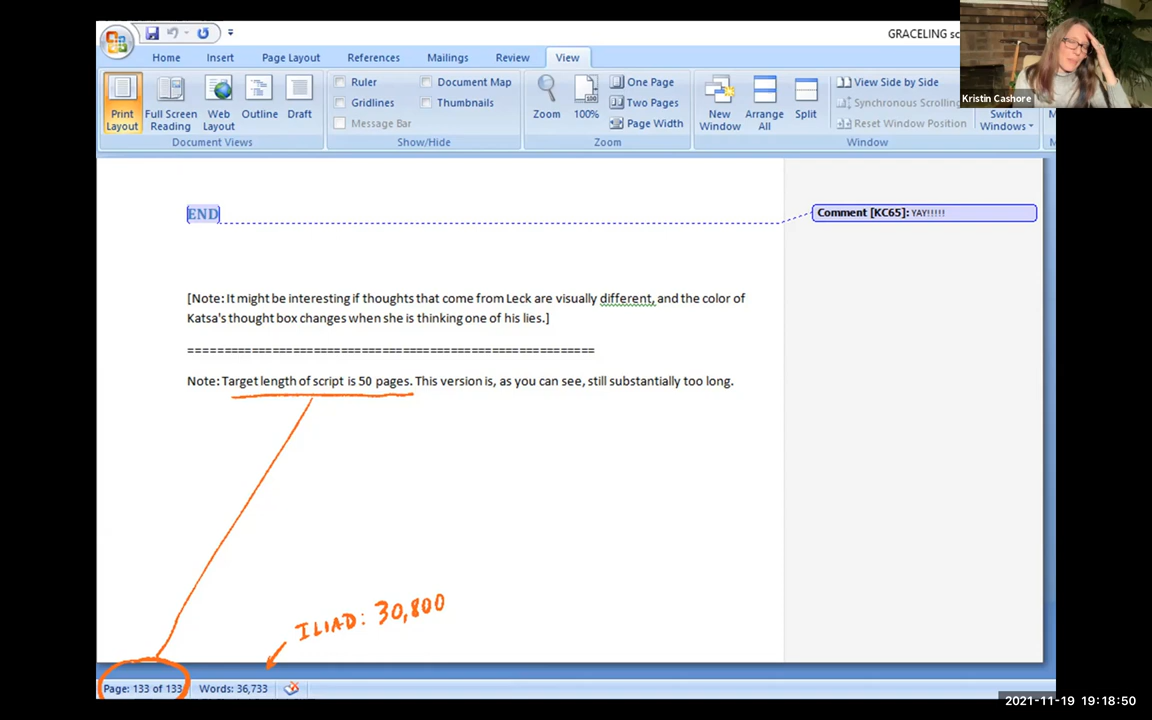 GRACELING sc
Home Insert Page Layout References Mailings Review View
Kristin Cashore
Ruler Document Map One Page View Side by Side
Gridlines Thumbnails Two Pages Synchronous Scrolling
Message Bar Page Width Reset Window Position
Print Layout Full Screen Reading Web Layout Outline Draft Zoom 100% New Window Arrange All Split Switch Windows
Document Views Show/Hide Zoom Window
END
Comment [KC65]: YAY!!!!!
[Note: It might be interesting if thoughts that come from Leck are visually different, and the color of
Katsa's thought box changes when she is thinking one of his lies.]
=======================================================
Note: Target length of script is 50 pages. This version is, as you can see, still substantially too long.
ILIAD: 30,800
Page: 133 of 133 Words: 36,733
2021-11-19 19:18:50